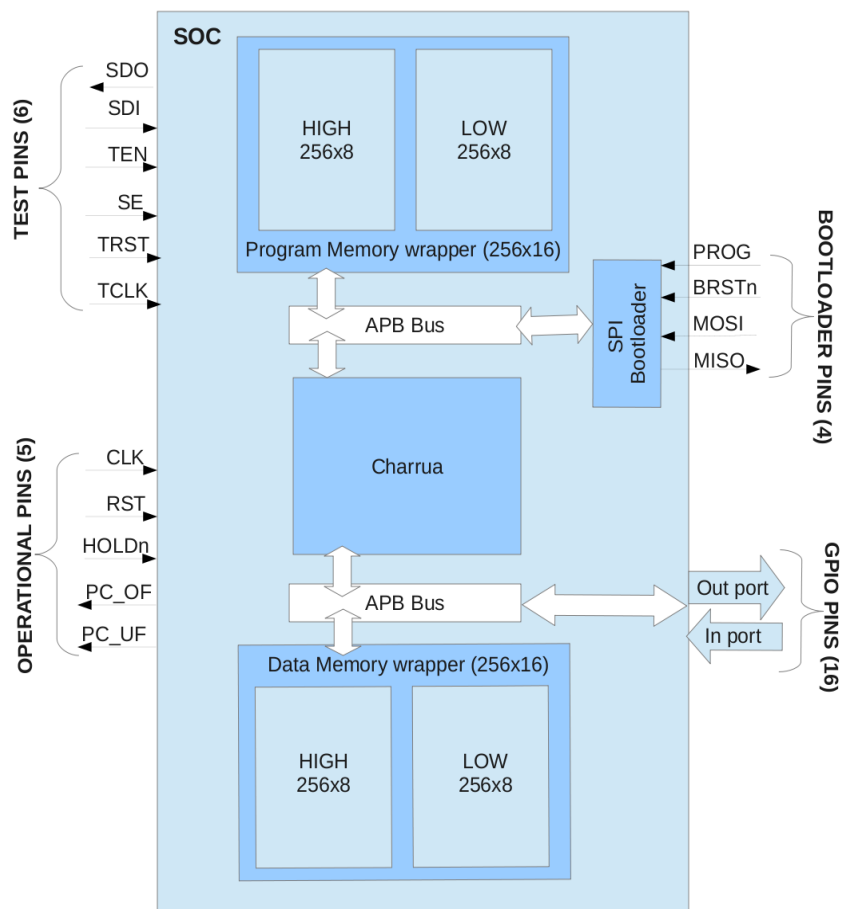 SOC
TEST PINS (6)
SDO
SDI
TEN
SE
TRST
TCLK
HIGH
256x8
LOW
256x8
Program Memory wrapper (256x16)
APB Bus
SPI
Bootloader
PROG
BRSTn
MOSI
MISO
BOOTLOADER PINS (4)
Charrua
OPERATIONAL PINS (5)
CLK
RST
HOLDn
PC_OF
PC_UF
APB Bus
Out port
In port
GPIO PINS (16)
Data Memory wrapper (256x16)
HIGH
256x8
LOW
256x8